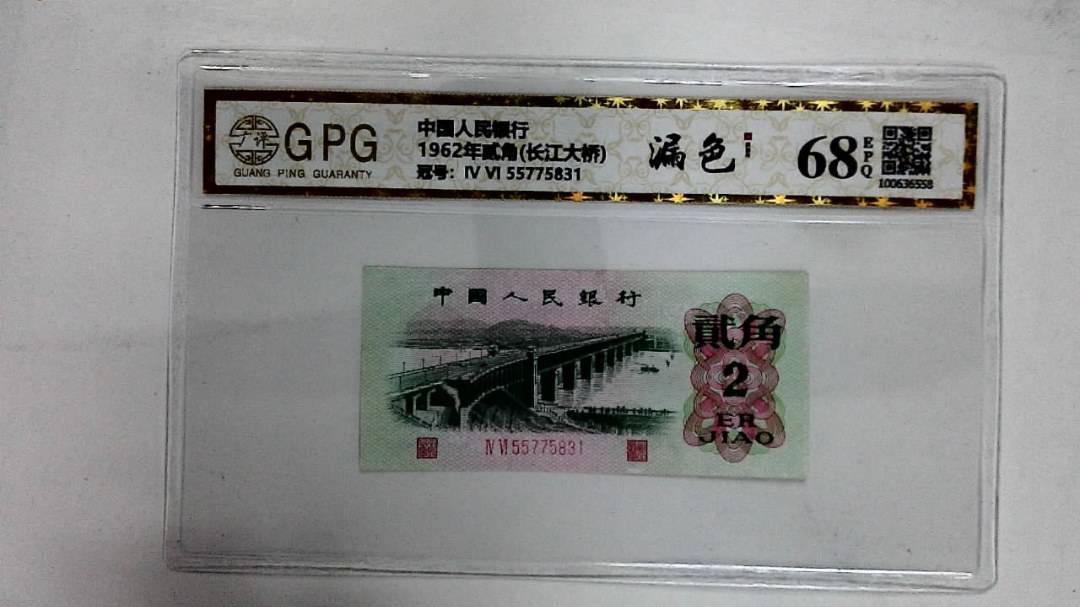 广评
GPG
GUANG PING GUARANTY
中国人民银行
1962年贰角(长江大桥)
冠号：Ⅳ Ⅵ 55775831
漏色
68
EPQ
100636558
中國人民銀行
貳角
2
ER
JIAO
Ⅳ Ⅵ 55775831